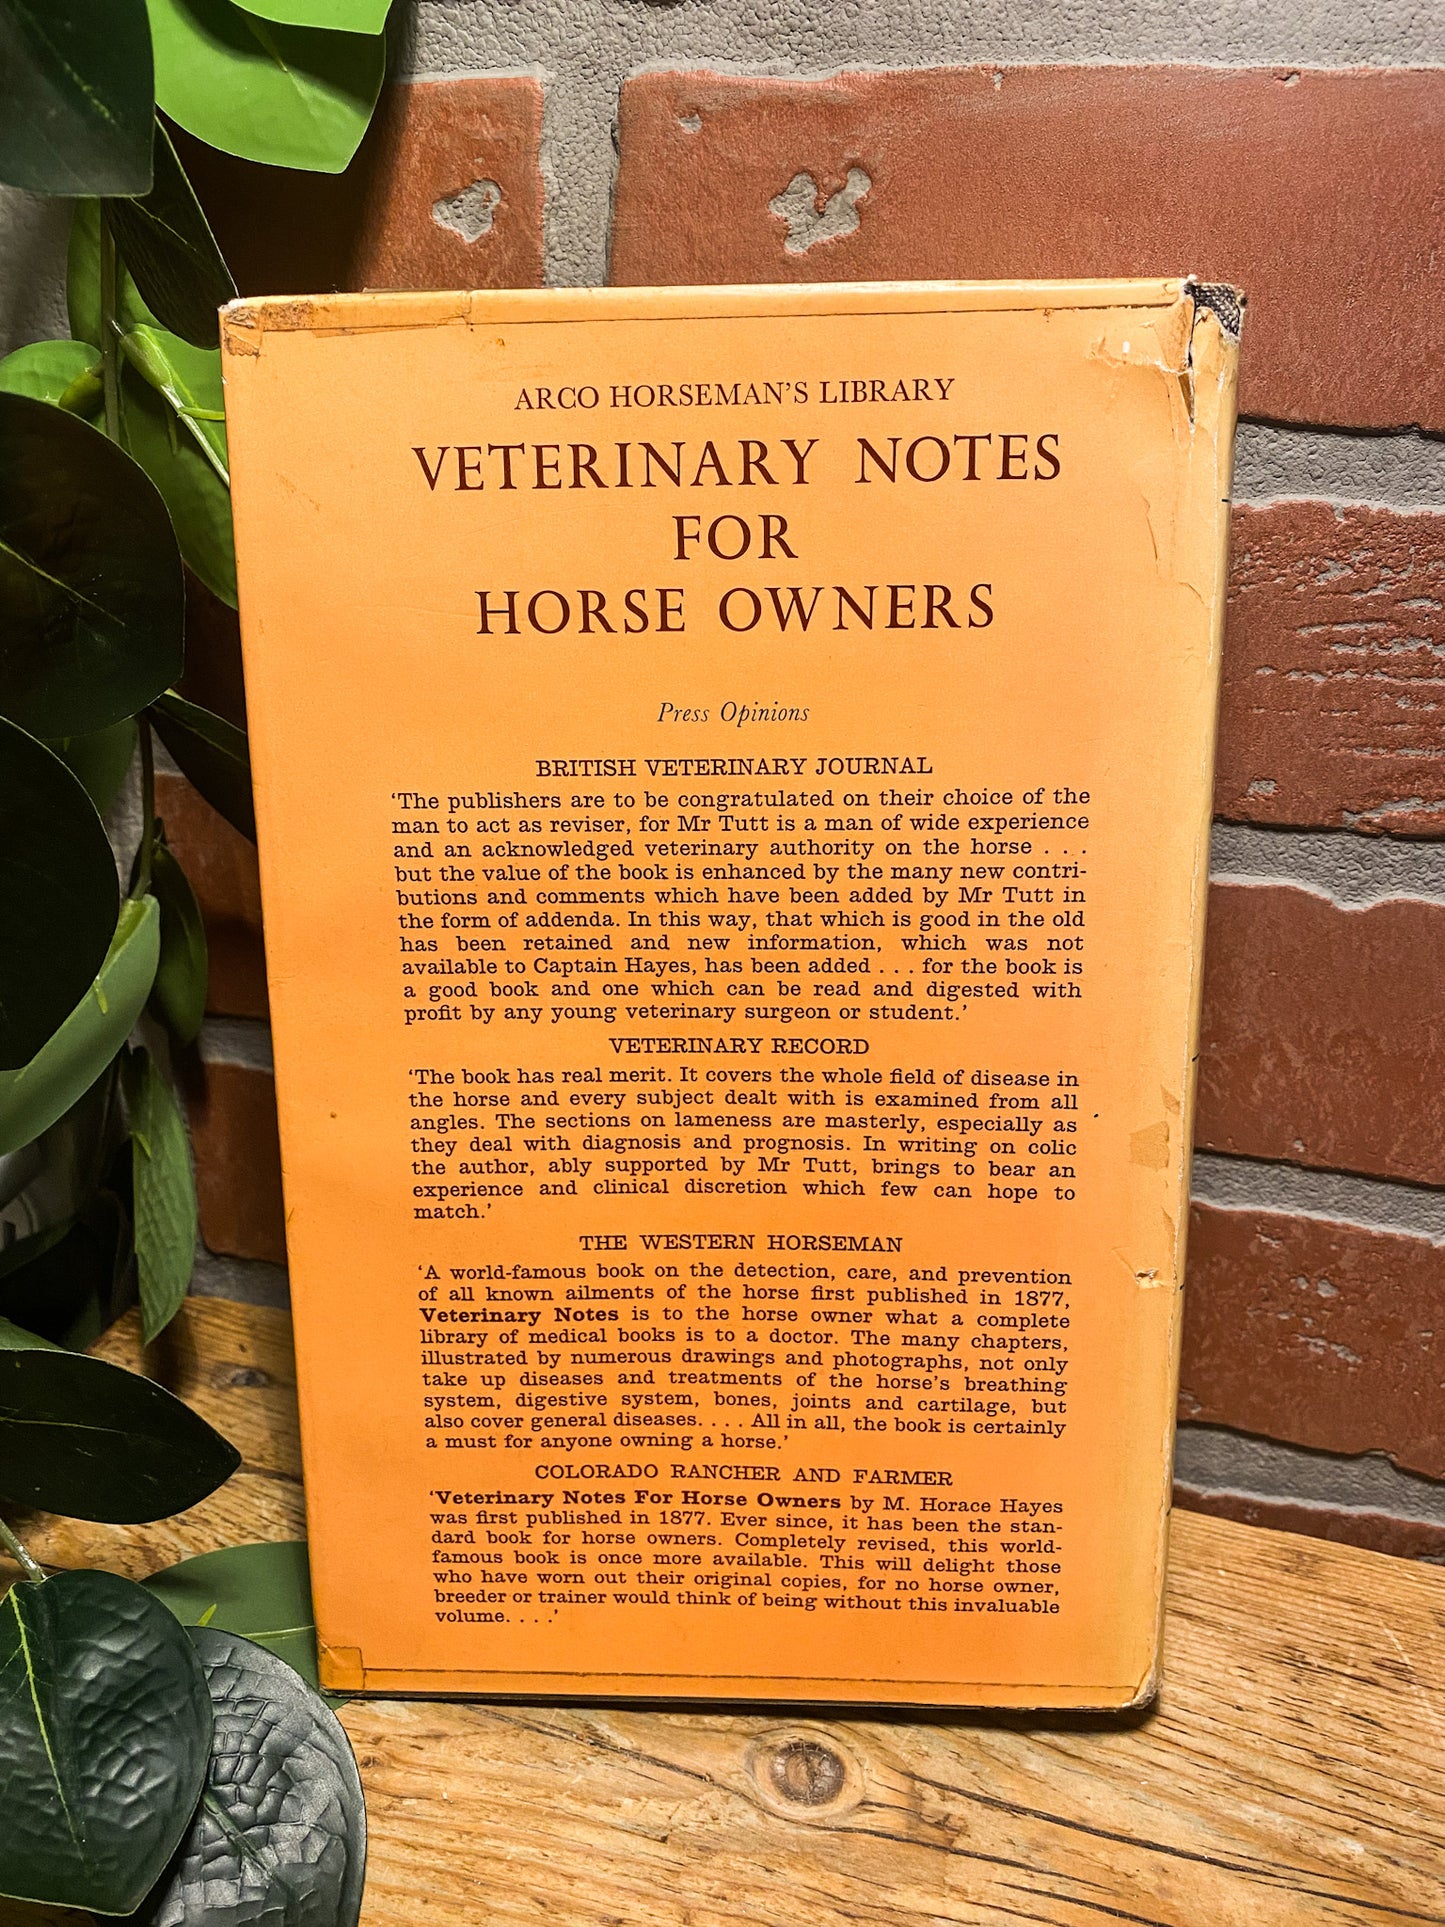 ARCO HORSEMAN'S LIBRARY
VETERINARY NOTES
FOR
HORSE OWNERS
Press Opinions
BRITISH VETERINARY JOURNAL
'The publishers are to be congratulated on their choice of the
man to act as reviser, for Mr Tutt is a man of wide experience
and an acknowledged veterinary authority on the horse . . .
but the value of the book is enhanced by the many new contri-
butions and comments which have been added by Mr Tutt in
the form of addenda. In this way, that which is good in the old
has been retained and new information, which was not
available to Captain Hayes, has been added . . . for the book is
a good book and one which can be read and digested with
profit by any young veterinary surgeon or student.'
VETERINARY RECORD
'The book has real merit. It covers the whole field of disease in
the horse and every subject dealt with is examined from all
angles. The sections on lameness are masterly, especially as
they deal with diagnosis and prognosis. In writing on colic
the author, ably supported by Mr Tutt, brings to bear an
experience and clinical discretion which few can hope to
match.'
THE WESTERN HORSEMAN
'A world-famous book on the detection, care, and prevention
of all known ailments of the horse first published in 1877,
Veterinary Notes is to the horse owner what a complete
library of medical books is to a doctor. The many chapters,
illustrated by numerous drawings and photographs, not only
take up diseases and treatments of the horse's breathing
system, digestive system, bones, joints and cartilage, but
also cover general diseases. . . . All in all, the book is certainly
a must for anyone owning a horse.'
COLORADO RANCHER AND FARMER
'Veterinary Notes For Horse Owners by M. Horace Hayes
was first published in 1877. Ever since, it has been the stan-
dard book for horse owners. Completely revised, this world-
famous book is once more available. This will delight those
who have worn out their original copies, for no horse owner,
breeder or trainer would think of being without this invaluable
volume. . . .'